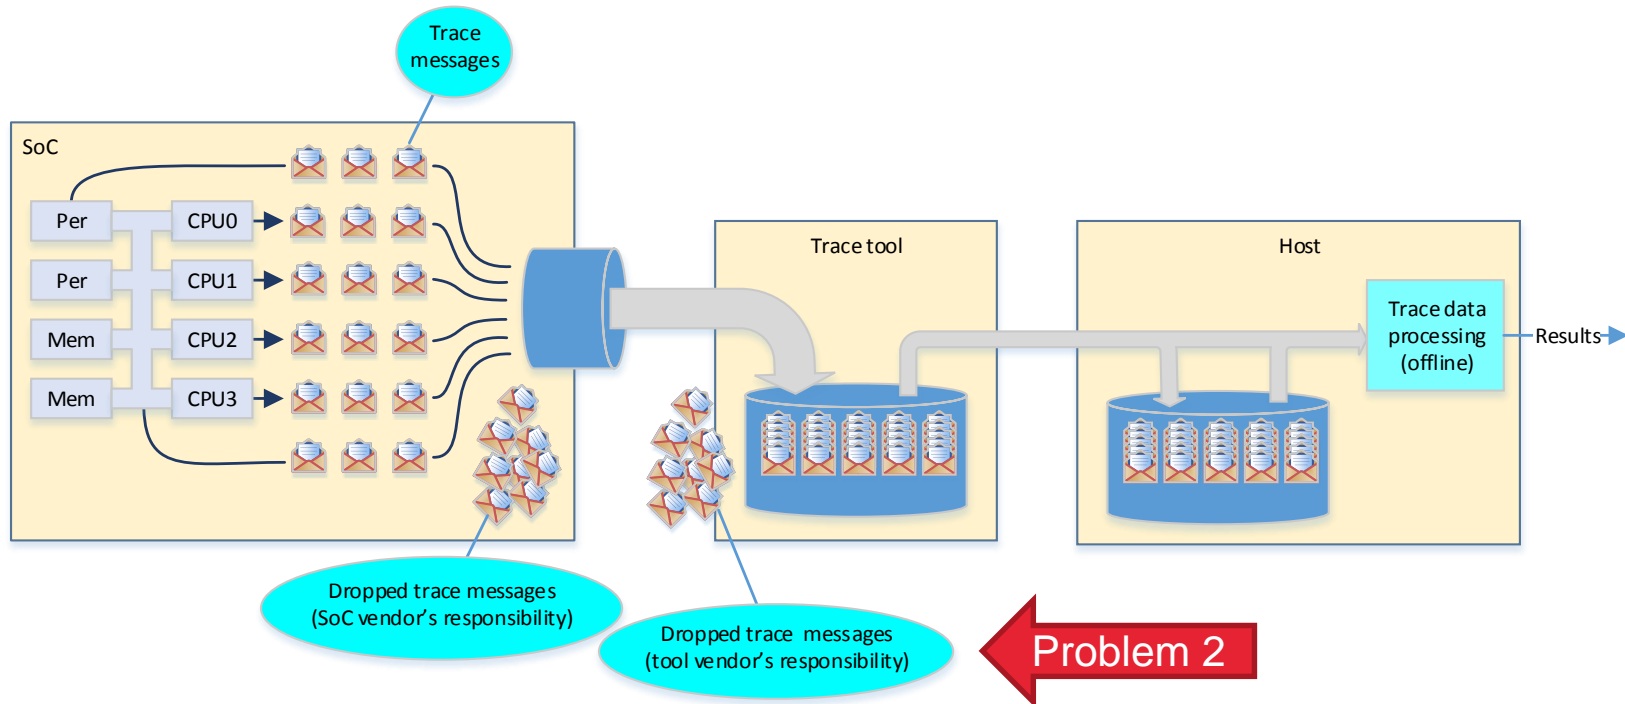 Trace
messages
SoC
Per
CPU0
Per
CPU1
Mem
CPU2
Mem
CPU3
Trace tool
Host
Trace data
processing
(offline)
Results
Dropped trace messages
(SoC vendor’s responsibility)
Dropped trace messages
(tool vendor’s responsibility)
Problem 2